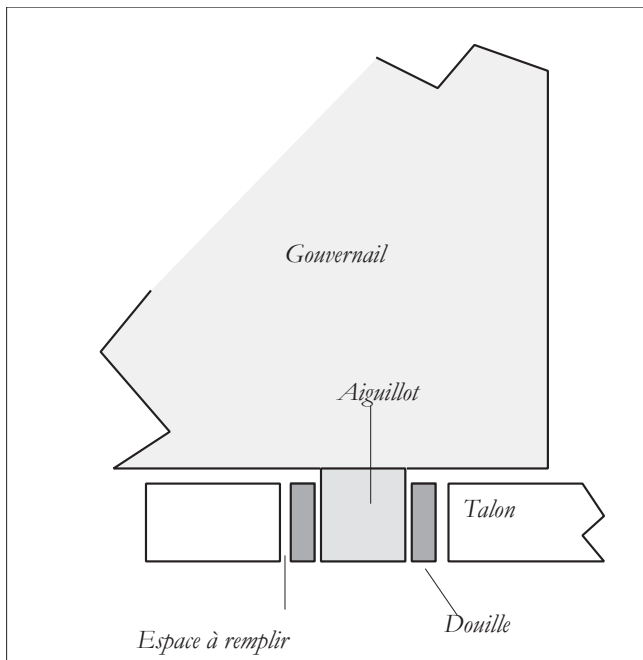 Gouvernail
Aiguillot
Talon
Douille
Espace à remplir